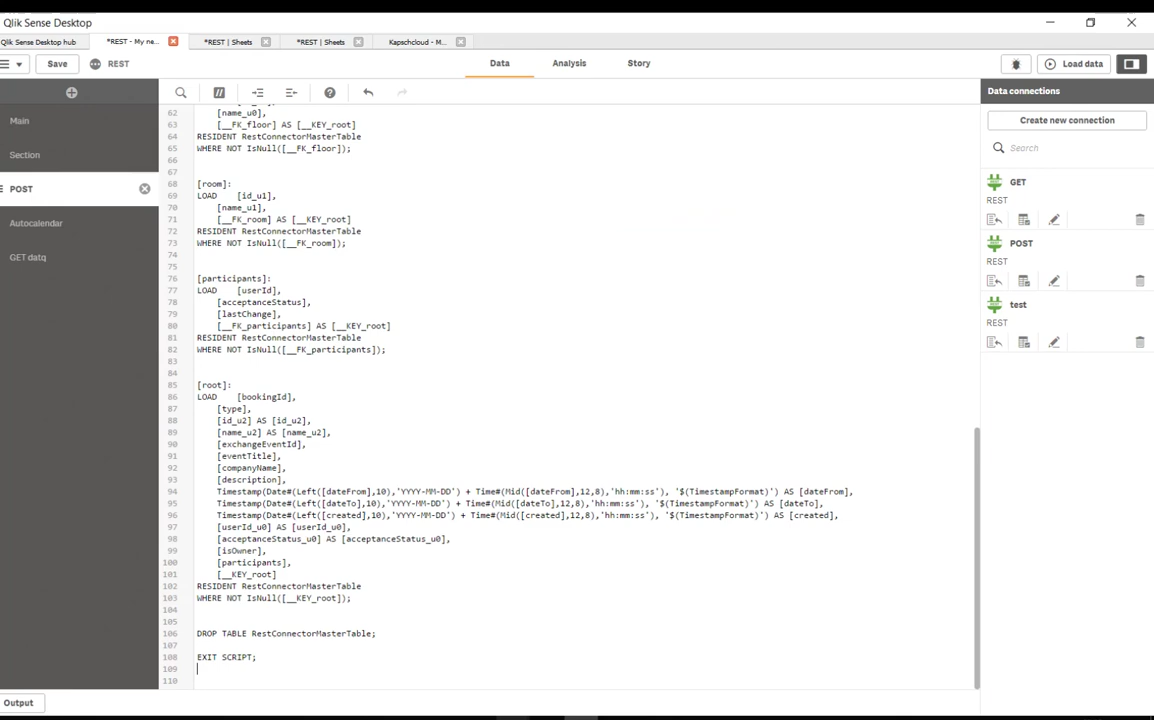 Qlik Sense Desktop
Qlik Sense Desktop hub
*REST - My ne...
*REST | Sheets
*REST | Sheets
Kapschcloud - M...
Save
REST
Data
Analysis
Story
Load data
Data connections
Create new connection
Search
Main
Section
POST
Autocalendar
GET datq
GET
REST
POST
REST
test
REST
62 [name_u0],
63 [__FK_floor] AS [__KEY_root]
64 RESIDENT RestConnectorMasterTable
65 WHERE NOT IsNull([__FK_floor]);
66
67
68 [room]:
69 LOAD [id_u1],
70 [name_u1],
71 [__FK_room] AS [__KEY_root]
72 RESIDENT RestConnectorMasterTable
73 WHERE NOT IsNull([__FK_room]);
74
75
76 [participants]:
77 LOAD [userId],
78 [acceptanceStatus],
79 [lastChange],
80 [__FK_participants] AS [__KEY_root]
81 RESIDENT RestConnectorMasterTable
82 WHERE NOT IsNull([__FK_participants]);
83
84
85 [root]:
86 LOAD [bookingId],
87 [type],
88 [id_u2] AS [id_u2],
89 [name_u2] AS [name_u2],
90 [exchangeEventId],
91 [eventTitle],
92 [companyName],
93 [description],
94 Timestamp(Date#(Left([dateFrom],10),'YYYY-MM-DD') + Time#(Mid([dateFrom],12,8),'hh:mm:ss'), '$(TimestampFormat)') AS [dateFrom],
95 Timestamp(Date#(Left([dateTo],10),'YYYY-MM-DD') + Time#(Mid([dateTo],12,8),'hh:mm:ss'), '$(TimestampFormat)') AS [dateTo],
96 Timestamp(Date#(Left([created],10),'YYYY-MM-DD') + Time#(Mid([created],12,8),'hh:mm:ss'), '$(TimestampFormat)') AS [created],
97 [userId_u0] AS [userId_u0],
98 [acceptanceStatus_u0] AS [acceptanceStatus_u0],
99 [isOwner],
100 [participants],
101 [__KEY_root]
102 RESIDENT RestConnectorMasterTable
103 WHERE NOT IsNull([__KEY_root]);
104
105
106 DROP TABLE RestConnectorMasterTable;
107
108 EXIT SCRIPT;
109
110
Output